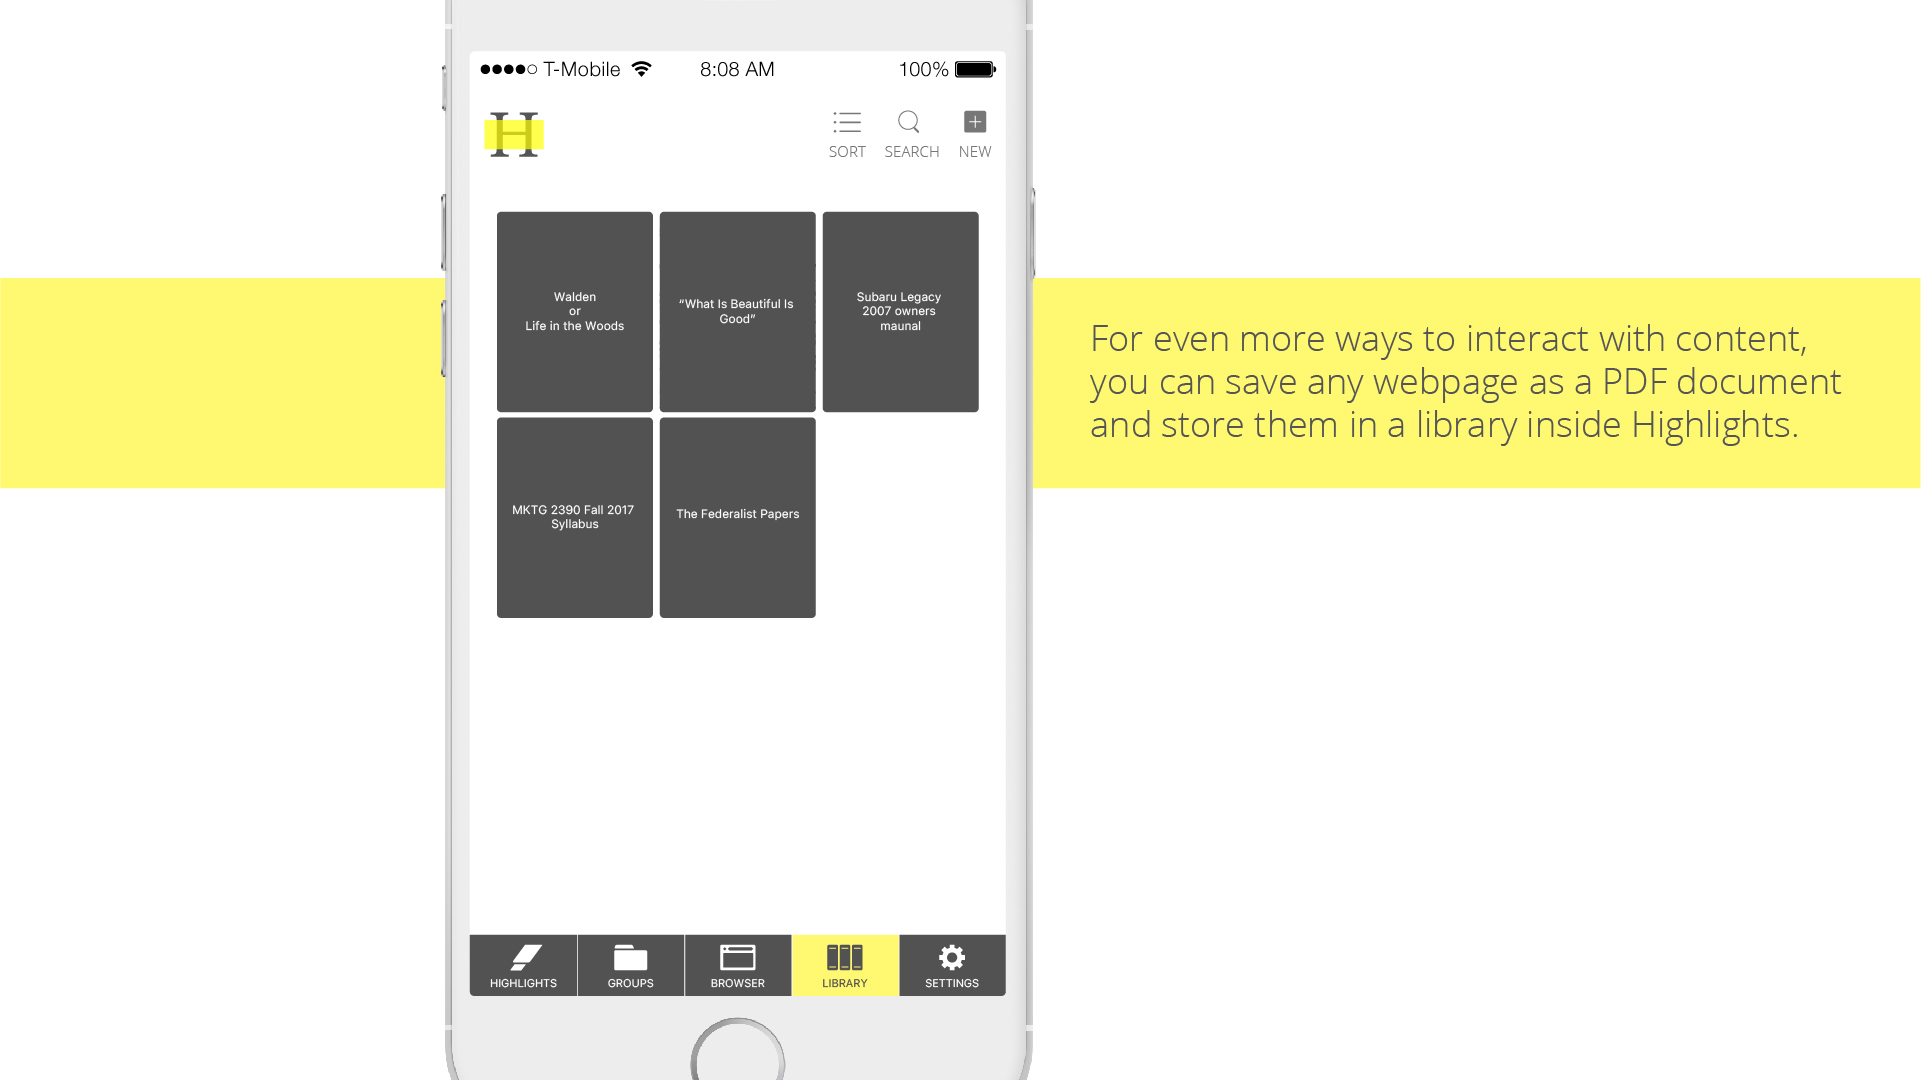 T-Mobile 8:08 AM 100%
H
SORT SEARCH NEW
Walden
or
Life in the Woods
“What Is Beautiful Is
Good”
Subaru Legacy
2007 owners
maunal
MKTG 2390 Fall 2017
Syllabus
The Federalist Papers
HIGHLIGHTS GROUPS BROWSER LIBRARY SETTINGS
For even more ways to interact with content,
you can save any webpage as a PDF document
and store them in a library inside Highlights.